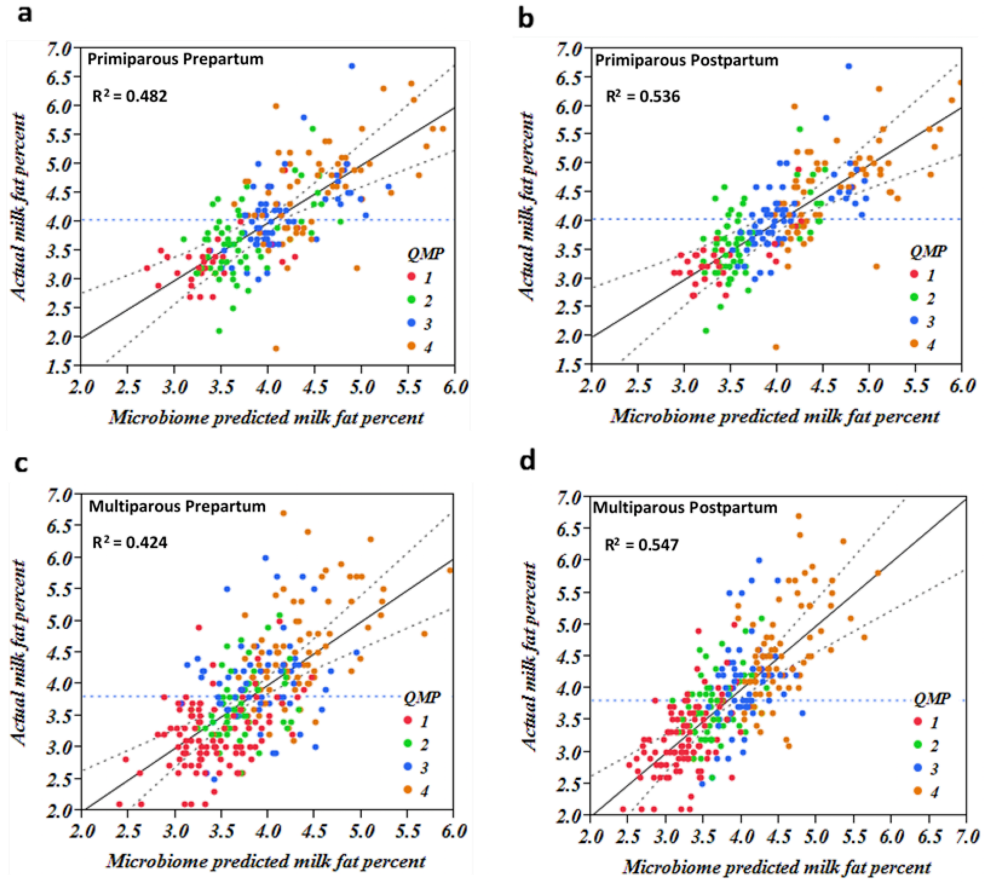 a
Primiparous Prepartum
R² = 0.482
Actual milk fat percent
7.0
6.5
6.0
5.5
5.0
4.5
4.0
3.5
3.0
2.5
2.0
1.5
QMP
1
2
3
4
2.0 2.5 3.0 3.5 4.0 4.5 5.0 5.5 6.0
Microbiome predicted milk fat percent
b
Primiparous Postpartum
R² = 0.536
Actual milk fat percent
7.0
6.5
6.0
5.5
5.0
4.5
4.0
3.5
3.0
2.5
2.0
1.5
QMP
1
2
3
4
2.0 2.5 3.0 3.5 4.0 4.5 5.0 5.5 6.0
Microbiome predicted milk fat percent
c
Multiparous Prepartum
R² = 0.424
Actual milk fat percent
7.0
6.5
6.0
5.5
5.0
4.5
4.0
3.5
3.0
2.5
2.0
QMP
1
2
3
4
2.0 2.5 3.0 3.5 4.0 4.5 5.0 5.5 6.0
Microbiome predicted milk fat percent
d
Multiparous Postpartum
R² = 0.547
Actual milk fat percent
7.0
6.5
6.0
5.5
5.0
4.5
4.0
3.5
3.0
2.5
2.0
QMP
1
2
3
4
2.0 2.5 3.0 3.5 4.0 4.5 5.0 5.5 6.0 6.5 7.0
Microbiome predicted milk fat percent